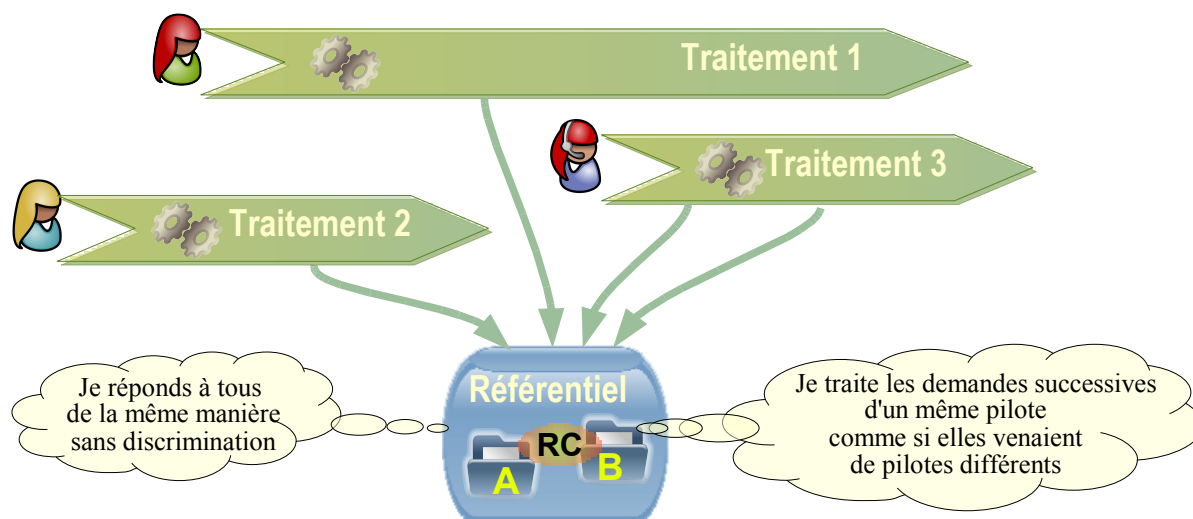 Traitement 1
Traitement 3
Traitement 2
Je réponds à tous
de la même manière
sans discrimination
Référentiel
RC
A
B
Je traite les demandes successives
d'un même pilote
comme si elles venaient
de pilotes différents